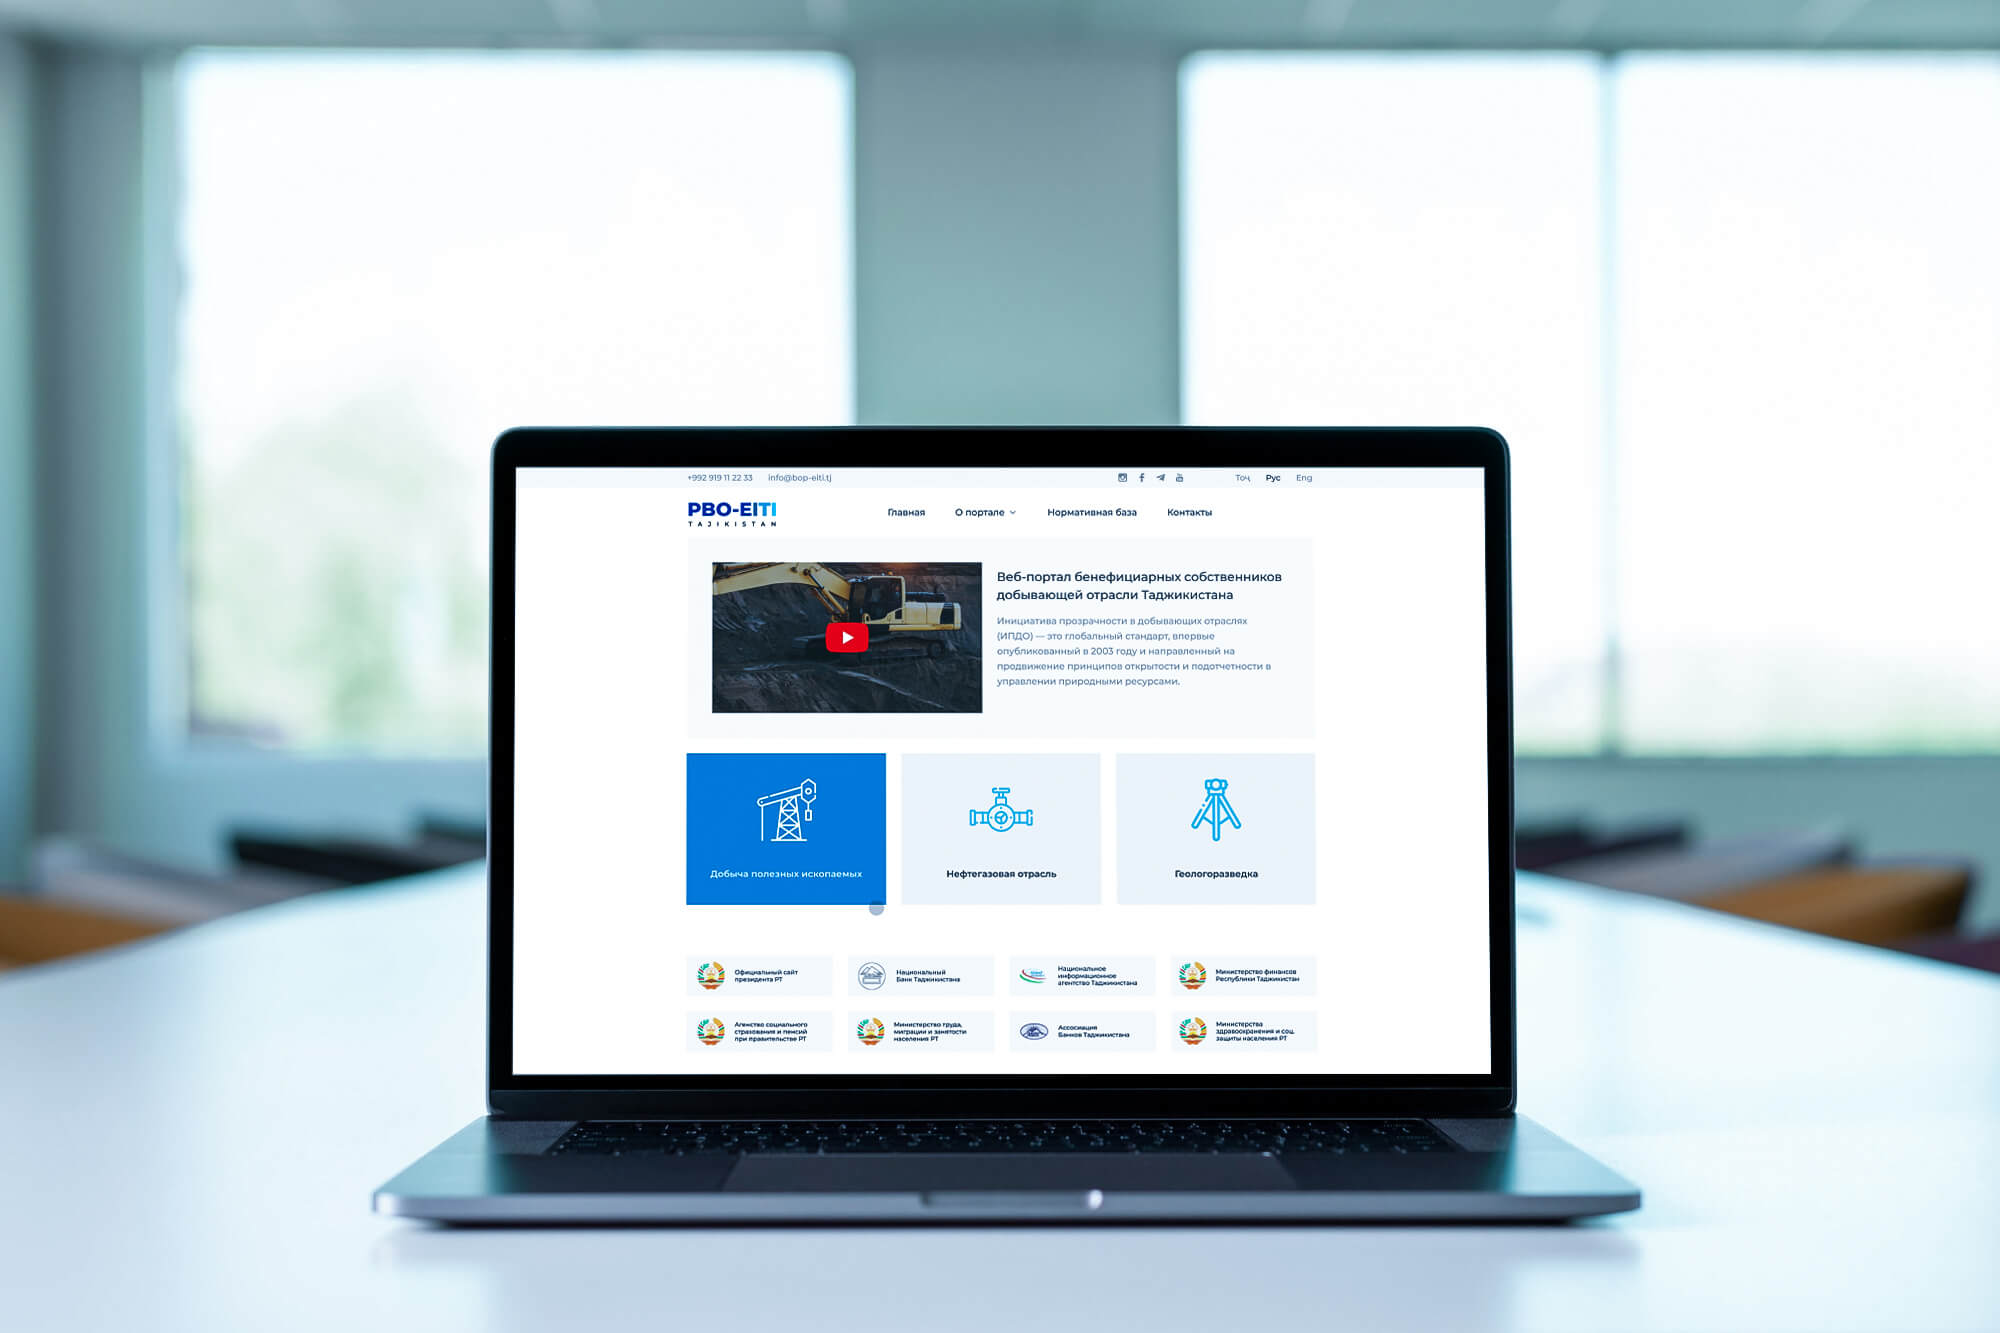 +992 919 11 22 33 info@bop-eiti.tj Тоҷ Рус Eng
PBO-EITI
TAJIKISTAN
Главная О портале Нормативная база Контакты
Веб-портал бенефициарных собственников
добывающей отрасли Таджикистана
Инициатива прозрачности в добывающих отраслях
(ИПДО) — это глобальный стандарт, впервые
опубликованный в 2003 году и направленный на
продвижение принципов открытости и подотчетности в
управлении природными ресурсами.
Добыча полезных ископаемых
Нефтегазовая отрасль
Геологоразведка
Официальный сайт
президента РТ
Национальный
Банк Таджикистана
Национальное
информационное
агентство Таджикистана
Министерство финансов
Республики Таджикистан
Агенство социального
страхования и пенсий
при правительстве РТ
Министерство труда,
миграции и занятости
населения РТ
Ассосиация
Банков Таджикистана
Министерства
здравоохранения и соц.
защиты населения РТ